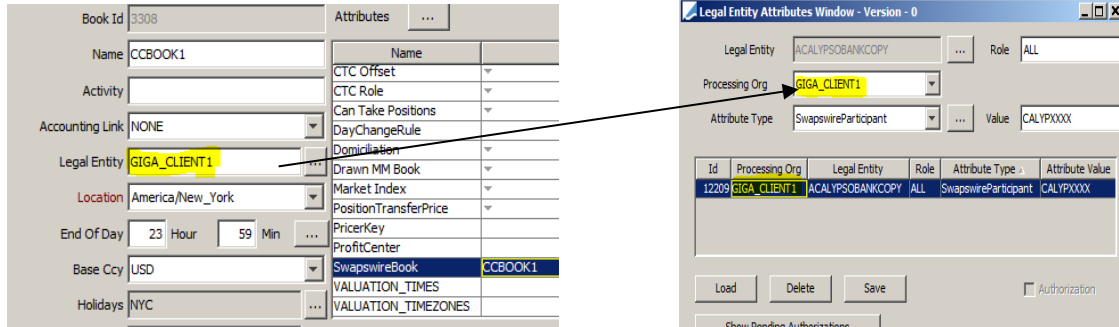 Book Id 3308
Name CCBOOK1
Activity
Accounting Link NONE
Legal Entity GIGA_CLIENT1 ...
Location America/New_York
End Of Day 23 Hour 59 Min ...
Base Ccy USD
Holidays NYC ...
Attributes ...
Name
CTC Offset
CTC Role
Can Take Positions
DayChangeRule
Domiciliation
Drawn MM Book
Market Index
PositionTransferPrice
PricerKey
ProfitCenter
SwapswireBook CCBOOK1
VALUATION_TIMES
VALUATION_TIMEZONES
Legal Entity Attributes Window - Version - 0
Legal Entity ACALYPSOBANKCOPY ... Role ALL
Processing Org GIGA_CLIENT1
Attribute Type SwapswireParticipant ... Value CALYPXXXX
Id Processing Org Legal Entity Role Attribute Type Attribute Value
12209 GIGA_CLIENT1 ACALYPSOBANKCOPY ALL SwapswireParticipant CALYPXXXX
Load Delete Save Authorization
Show Pending Authorizations